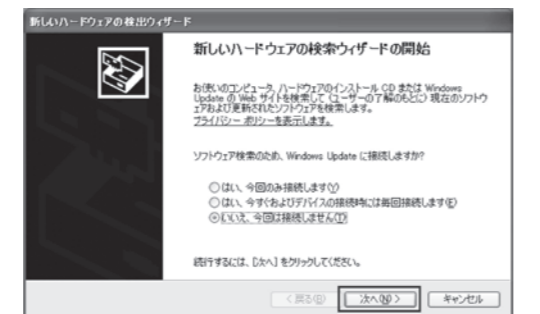 新しいハードウェアの検出ウィザード
新しいハードウェアの検索ウィザードの開始
お使いのコンピュータ、ハードウェアのインストール CD または Windows
Update の Web サイトを検索して (ユーザーの了解のもとに) 現在のソフトウ
ェアおよび更新されたソフトウェアを検索します。
プライバシー ポリシーを表示します。
ソフトウェア検索のため、Windows Update に接続しますか?
はい、今回のみ接続します(Y)
はい、今すぐおよびデバイスの接続時には毎回接続します(E)
いいえ、今回は接続しません(T)
続行するには、[次へ] をクリックしてください。
< 戻る(B)
次へ(N) >
キャンセル